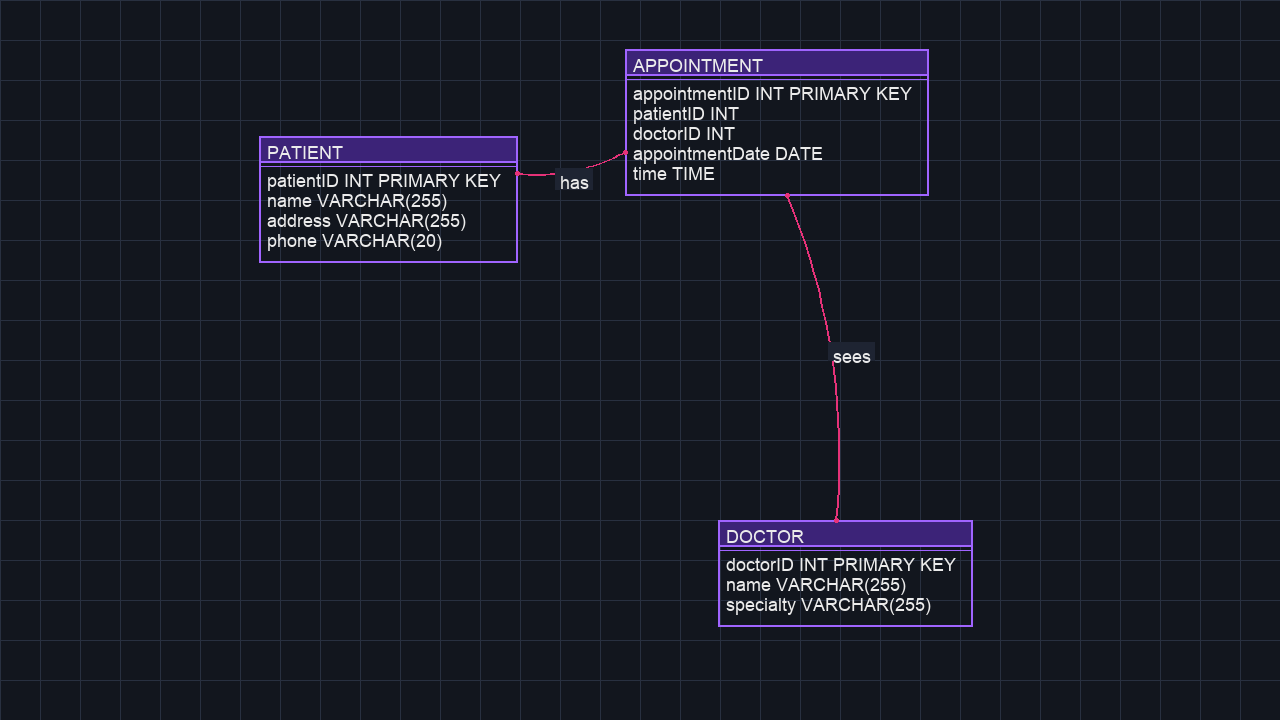 APPOINTMENT
appointmentID INT PRIMARY KEY
patientID INT
doctorID INT
appointmentDate DATE
time TIME
PATIENT
patientID INT PRIMARY KEY
name VARCHAR(255)
address VARCHAR(255)
phone VARCHAR(20)
has
sees
DOCTOR
doctorID INT PRIMARY KEY
name VARCHAR(255)
specialty VARCHAR(255)